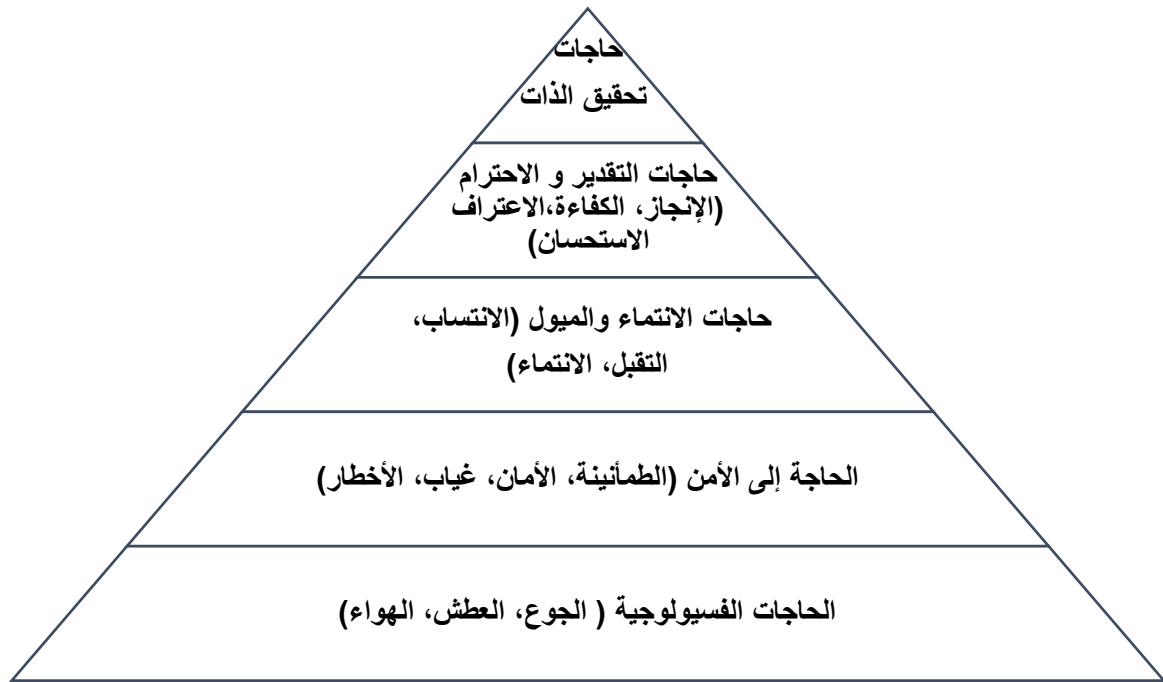 حاجات
تحقيق الذات
حاجات التقدير و الاحترام
(الإنجاز، الكفاءة،الاعتراف
الاستحسان)
حاجات الانتماء والميول (الانتساب،
التقبل، الانتماء)
الحاجة إلى الأمن (الطمأنينة، الأمان، غياب، الأخطار)
الحاجات الفسيولوجية ( الجوع، العطش، الهواء)